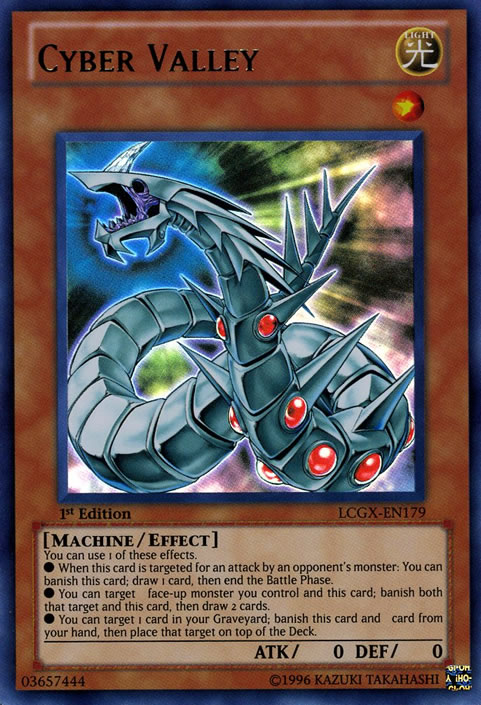 CYBER VALLEY
LIGHT
光
1st Edition
LCGX-EN179
[MACHINE/EFFECT]
You can use 1 of these effects.
● When this card is targeted for an attack by an opponent's monster: You can
banish this card; draw 1 card, then end the Battle Phase.
● You can target face-up monster you control and this card; banish both
that target and this card, then draw 2 cards.
● You can target 1 card in your Graveyard; banish this card and card from
your hand, then place that target on top of the Deck.
ATK/ 0 DEF/ 0
03657444
©1996 KAZUKI TAKAHASHI